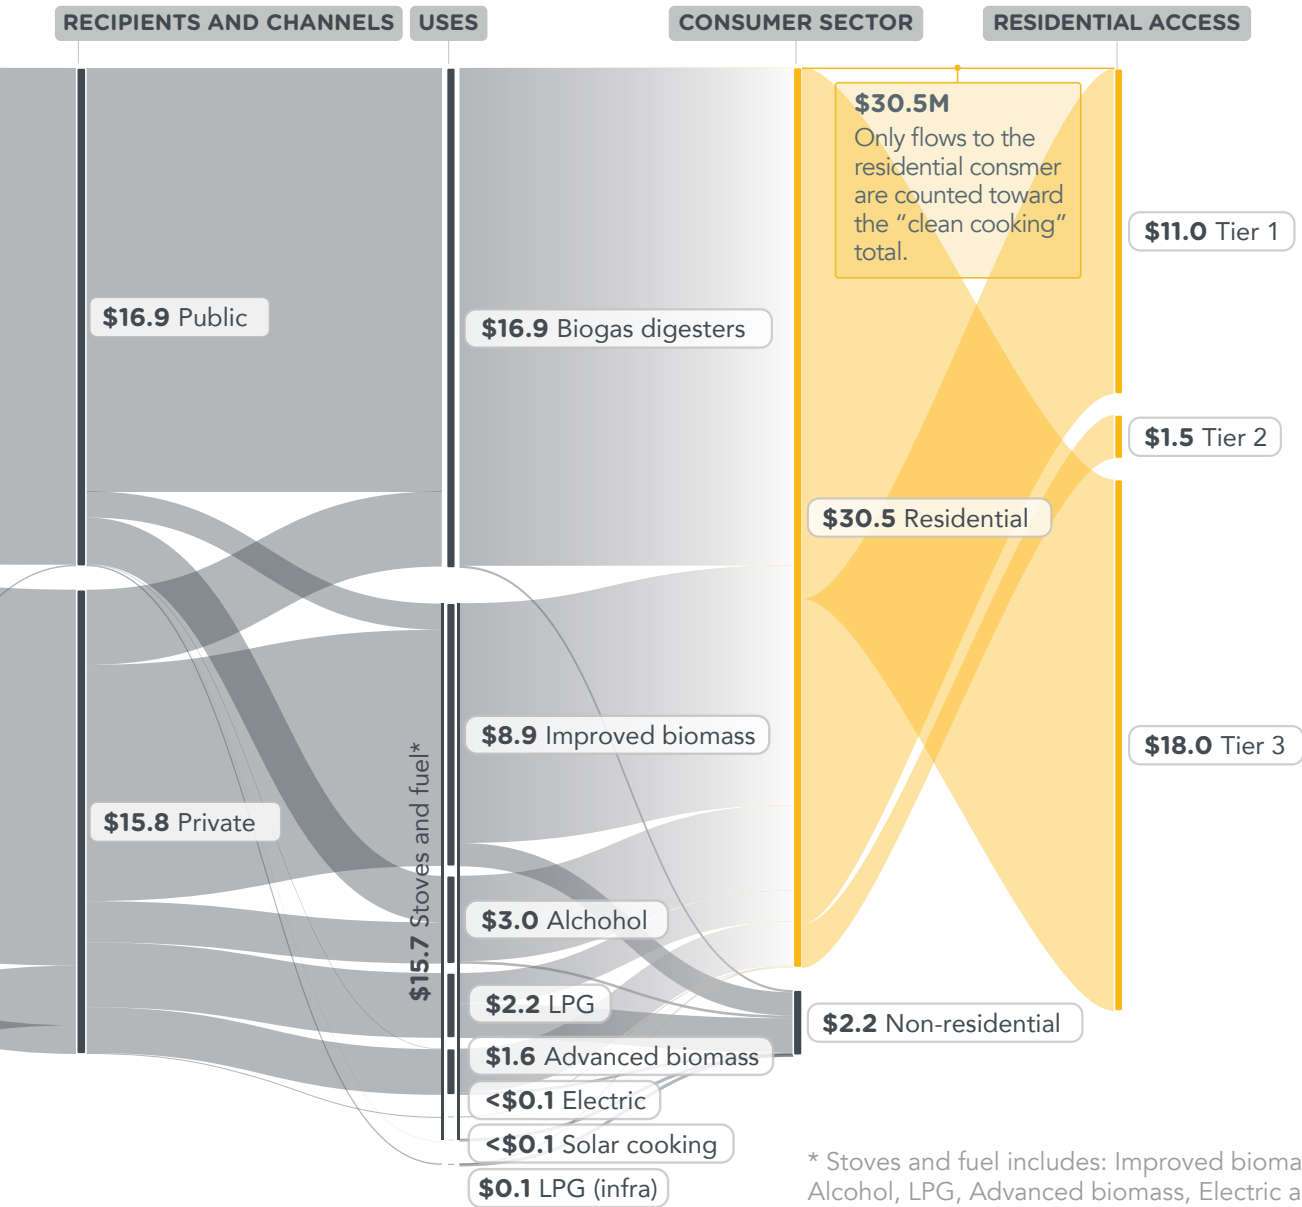 RECIPIENTS AND CHANNELS
USES
CONSUMER SECTOR
RESIDENTIAL ACCESS
$30.5M
Only flows to the
residential consmer
are counted toward
the “clean cooking”
total.
$11.0 Tier 1
$16.9 Public
$16.9 Biogas digesters
$1.5 Tier 2
$30.5 Residential
$8.9 Improved biomass
$18.0 Tier 3
$15.7 Stoves and fuel*
$15.8 Private
$3.0 Alchohol
$2.2 LPG
$2.2 Non-residential
$1.6 Advanced biomass
<$0.1 Electric
<$0.1 Solar cooking
$0.1 LPG (infra)
* Stoves and fuel includes: Improved bioma
Alcohol, LPG, Advanced biomass, Electric a